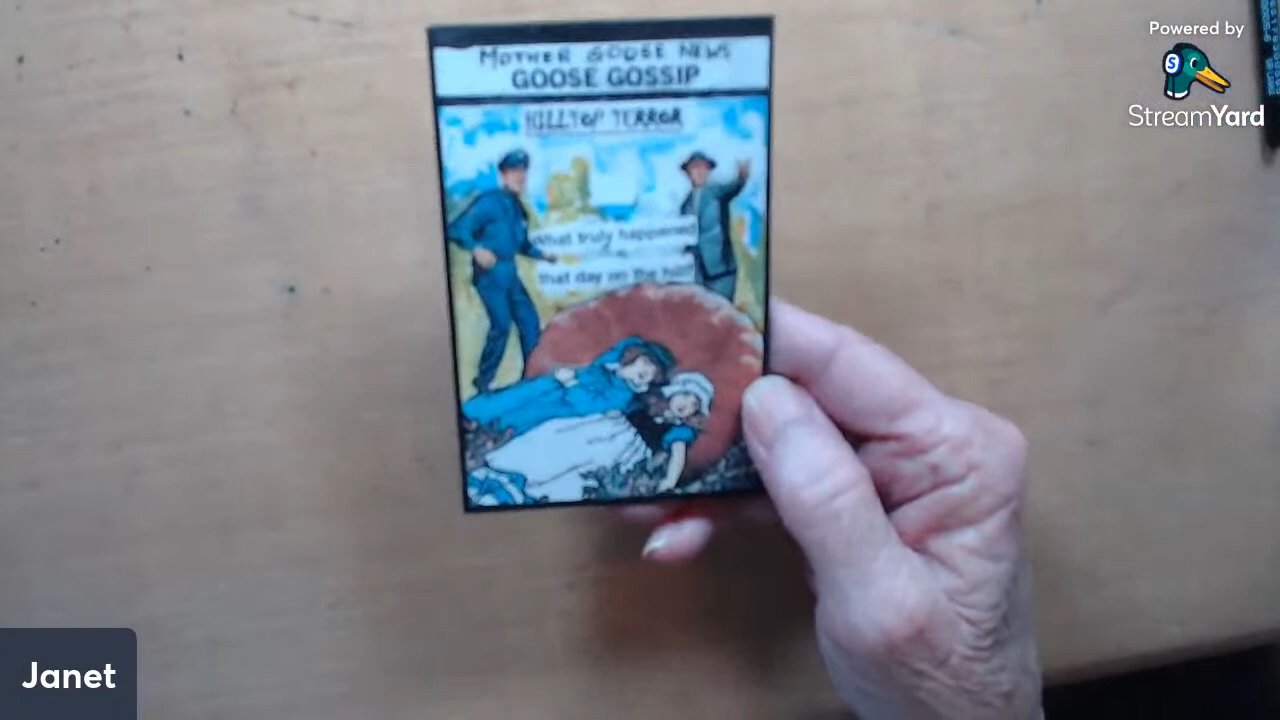 MOTHER GOOSE NEWS
GOOSE GOSSIP
HILLTOP TERROR
What truly happened
that day on the hill?
Powered by
StreamYard
Janet